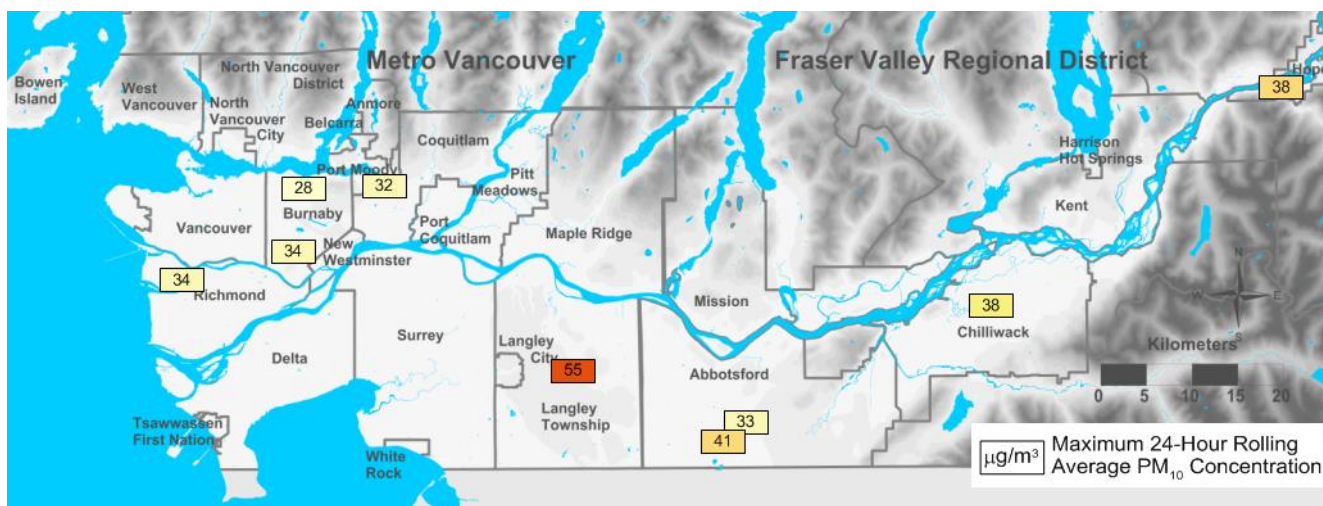 Metro Vancouver
Fraser Valley Regional District
Bowen
Island
West
Vancouver
North Vancouver
District
North
Vancouver
City
Anmore
Belcarra
Port Moody
Coquitlam
Pitt
Meadows
Port
Coquitlam
Maple Ridge
Harrison
Hot Springs
Kent
Hope
38
28
32
Burnaby
Vancouver
34
New
Westminster
34
Richmond
Mission
38
Chilliwack
N
W
E
S
Delta
Surrey
Langley
City
55
Langley
Township
Abbotsford
33
41
Kilometers
0 5 10 15 20
Tsawwassen
First Nation
White
Rock
µg/m³
Maximum 24-Hour Rolling
Average PM₁₀ Concentration